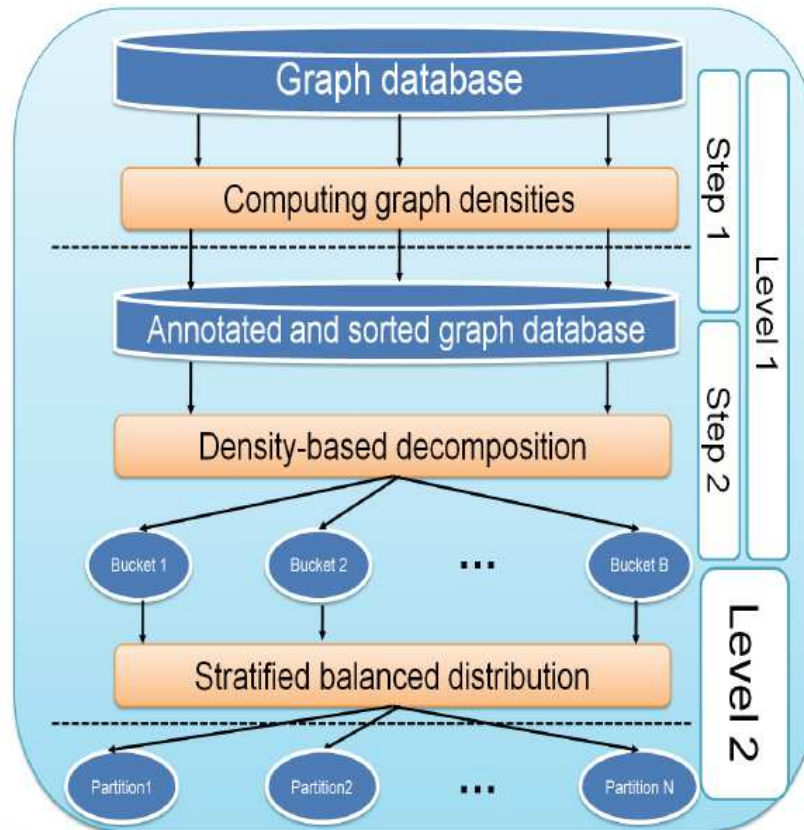 Graph database
Computing graph densities
Annotated and sorted graph database
Density-based decomposition
Bucket 1
Bucket 2
...
Bucket B
Stratified balanced distribution
Partition1
Partition2
...
Partition N
Step 1
Step 2
Level 1
Level 2